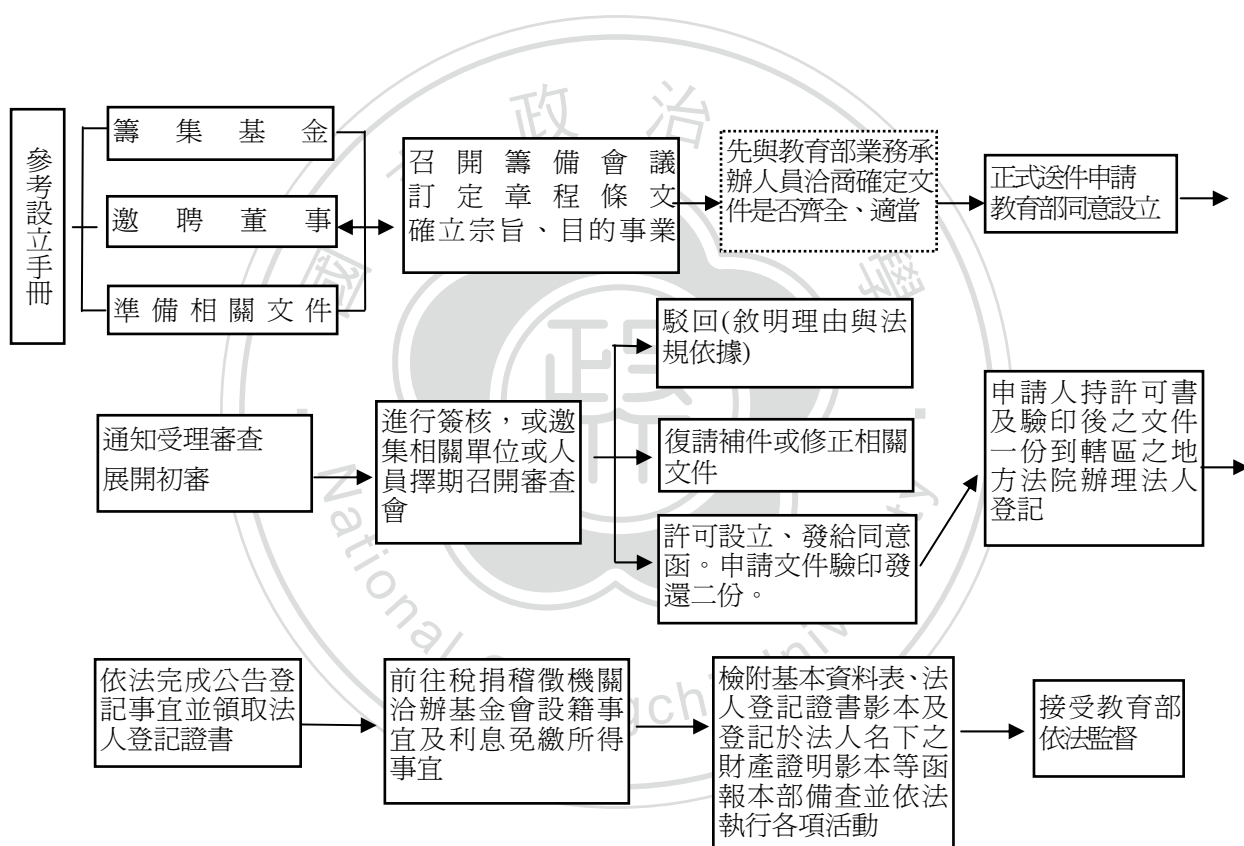 參考設立手冊
籌集基金
邀聘董事
準備相關文件
召開籌備會議
訂定章程條文
確立宗旨、目的事業
先與教育部業務承
辦人員洽商確定文
件是否齊全、適當
正式送件申請
教育部同意設立
通知受理審查
展開初審
進行簽核，或邀
集相關單位或人
員擇期召開審查
會
駁回(敘明理由與法
規依據)
復請補件或修正相關
文件
許可設立、發給同意
函。申請文件驗印發
還二份。
申請人持許可書
及驗印後之文件
一份到轄區之地
方法院辦理法人
登記
依法完成公告登
記事宜並領取法
人登記證書
前往稅捐稽徵機關
洽辦基金會設籍事
宜及利息免繳所得
事宜
檢附基本資料表、法
人登記證書影本及
登記於法人名下之
財產證明影本等函
報本部備查並依法
執行各項活動
接受教育部
依法監督
政治
學
National